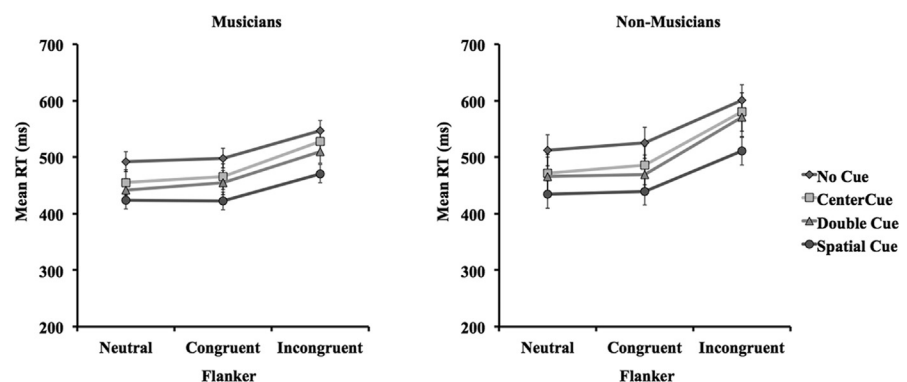 Musicians
Non-Musicians
700
600
500
400
300
200
Mean RT (ms)
Neutral Congruent Incongruent
Flanker
700
600
500
400
300
200
Mean RT (ms)
Neutral Congruent Incongruent
Flanker
No Cue
CenterCue
Double Cue
Spatial Cue